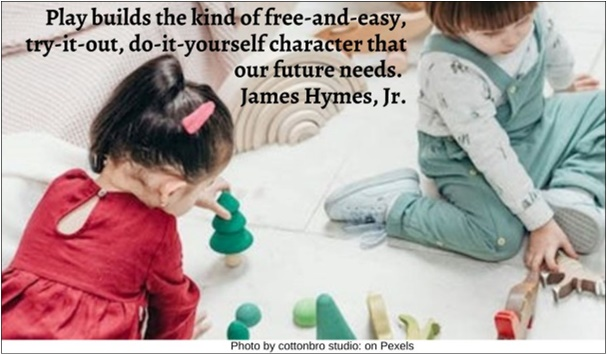 Play builds the kind of free-and-easy,
try-it-out, do-it-yourself character that
our future needs.
James Hymes, Jr.
Photo by cottonbro studio: on Pexels